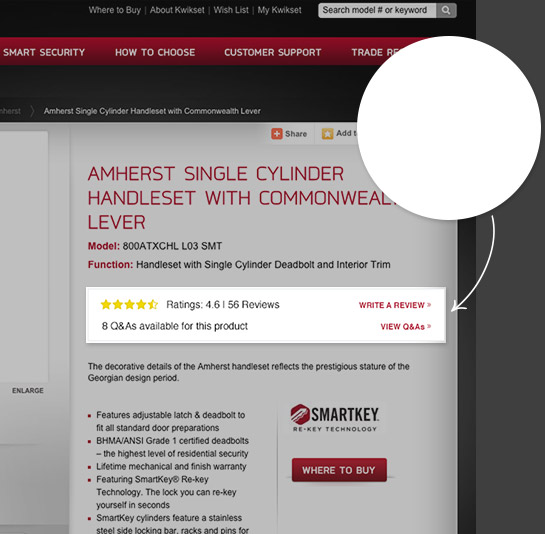 Where to Buy | About Kwikset | Wish List | My Kwikset
Search model # or keyword
SMART SECURITY HOW TO CHOOSE CUSTOMER SUPPORT TRADE
Amherst Single Cylinder Handleset with Commonwealth Lever
Share
Add
AMHERST SINGLE CYLINDER
HANDLESET WITH COMMONWEAL
LEVER
Model: 800ATXCHL L03 SMT
Function: Handleset with Single Cylinder Deadbolt and Interior Trim
Ratings: 4.6 | 56 Reviews
WRITE A REVIEW »
8 Q&As available for this product
VIEW Q&As »
The decorative details of the Amherst handleset reflects the prestigious stature of the
Georgian design period.
ENLARGE
Features adjustable latch & deadbolt to
fit all standard door preparations
BHMA/ANSI Grade 1 certified deadbolts
– the highest level of residential security
Lifetime mechanical and finish warranty
Featuring SmartKey® Re-key
Technology. The lock you can re-key
yourself in seconds
SmartKey cylinders feature a stainless
steel side locking bar, racks and pins for
SMARTKEY
RE-KEY TECHNOLOGY
WHERE TO BUY